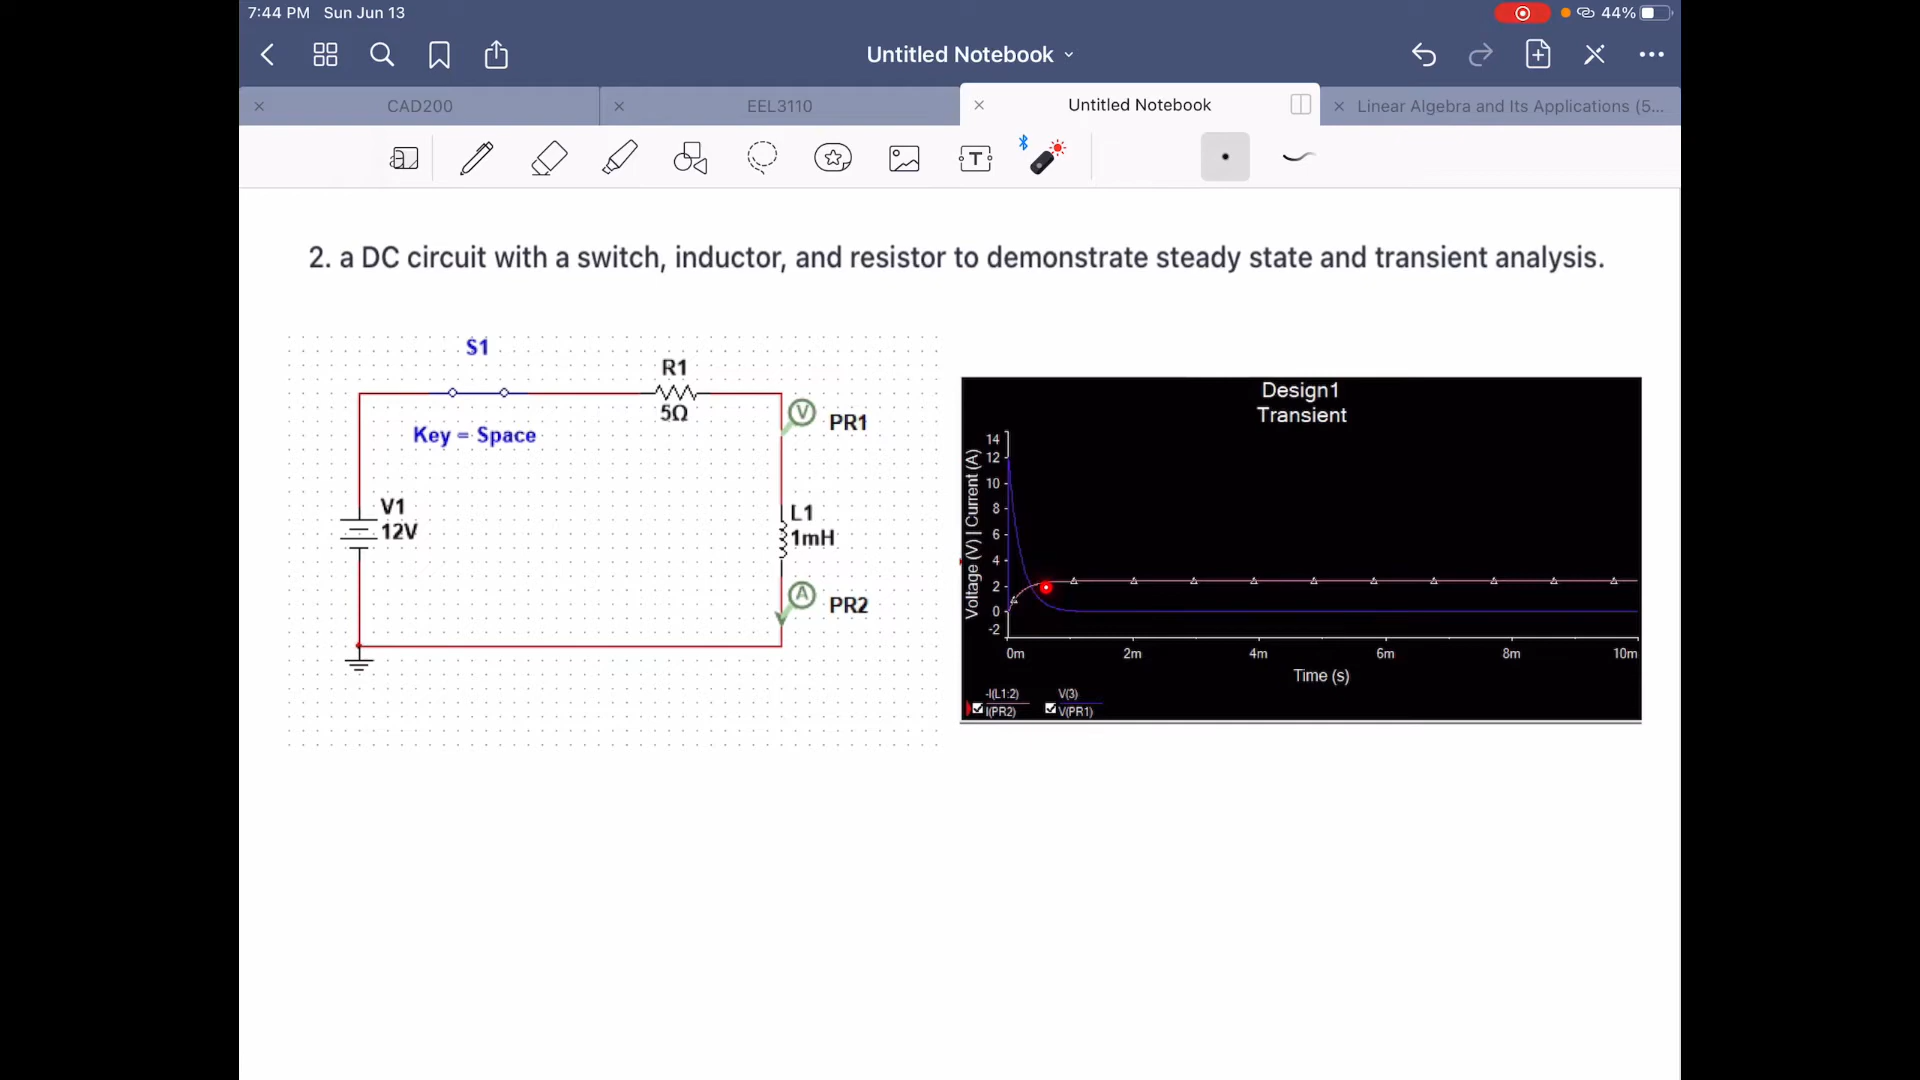 7:44 PM Sun Jun 13
44%
Untitled Notebook
CAD200
EEL3110
Untitled Notebook
Linear Algebra and Its Applications (5...
T
2. a DC circuit with a switch, inductor, and resistor to demonstrate steady state and transient analysis.
S1
R1
5Ω
Key = Space
V
PR1
V1
12V
L1
1mH
A
PR2
Design1
Transient
Voltage (V) | Current (A)
14
12
10
8
6
4
2
0
-2
0m 2m 4m 6m 8m 10m
Time (s)
-I(L1:2) V(3)
I(PR2) V(PR1)